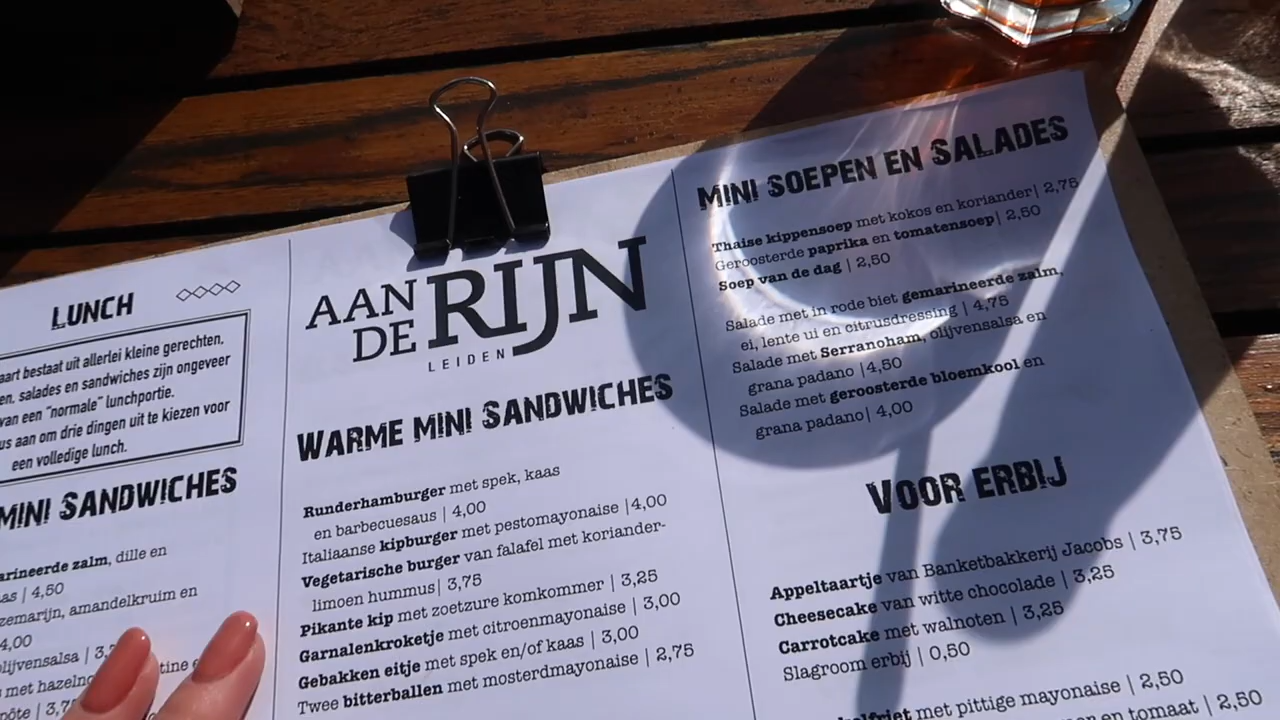 LUNCH
bestaat uit allerlei kleine gerechten,
salades en sandwiches zijn ongeveer
van een "normale" lunchportie.
aan om drie dingen uit te kiezen voor
een volledige lunch.
MINI SANDWICHES
zalm, dille en
| 4,50
amandelkruim en
4,00
olijvensalsa |
met
AAN DE RIJN
LEIDEN
WARME MINI SANDWICHES
Runderhamburger met spek, kaas
en barbecuesaus | 4,00
Italiaanse kipburger met pestomayonaise |4,00
Vegetarische burger van falafel met koriander-
limoen hummus| 3,75
Pikante kip met zoetzure komkommer | 3,25
Garnalenkroketje met citroenmayonaise | 3,00
Gebakken eitje met spek en/of kaas | 3,00
Twee bitterballen met mosterdmayonaise | 2,75
MINI SOEPEN EN SALADES
Thaise kippensoep met kokos en koriander| 2,75
Geroosterde paprika en tomatensoep| 2,50
Soep van de dag | 2,50
Salade met in rode biet gemarineerde zalm,
ei, lente ui en citrusdressing | 4,75
Salade met Serranoham, olijvensalsa en
grana padano |4,50
Salade met geroosterde bloemkool en
grana padano| 4,00
VOOR ERBIJ
Appeltaartje van Banketbakkerij Jacobs | 3,75
Cheesecake van witte chocolade | 3,25
Carrotcake met walnoten | 3,25
Slagroom erbij | 0,50
met pittige mayonaise | 2,50
en tomaat | 2,50